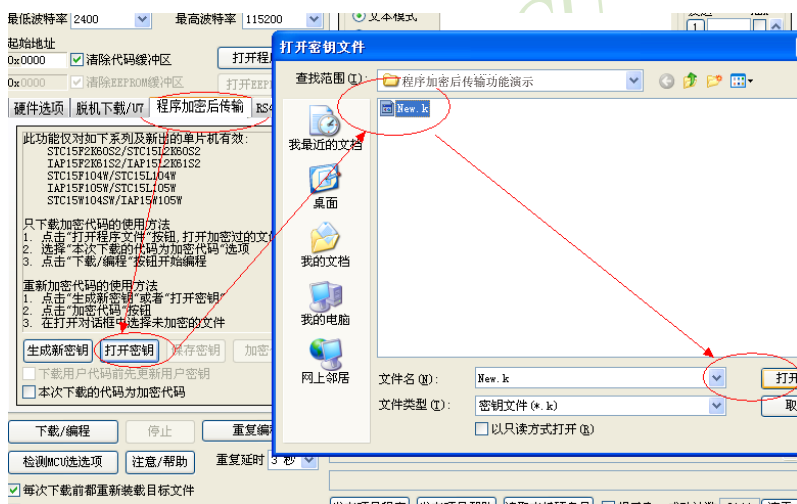 最低波特率 2400 最高波特率 115200
文本模式
起始地址
0x0000 清除代码缓冲区 打开程
0x0000 清除EEPROM缓冲区
硬件选项 脱机下载/U7 程序加密后传输 RS4
此功能仅对如下系列及新出的单片机有效:
STC15F2K60S2/STC15L2K60S2
IAP15F2K61S2/IAP15L2K61S2
STC15F104W/STC15L104W
IAP15F105W/STC15L105W
STC15W104SW/IAP15W105W
只下载加密代码的使用方法
1. 点击"打开程序文件"按钮,打开加密过的文
2. 选择"本次下载的代码为加密代码"选项
3. 点击"下载/编程"按钮开始编程
重新加密代码的使用方法
1. 点击"生成新密钥"或者"打开密钥"
2. 点击"加密代码"按钮
3. 在打开对话框中选择未加密的文件
生成新密钥 打开密钥 保存密钥 加密
下载用户代码前先更新用户密钥
本次下载的代码为加密代码
下载/编程 停止 重复编
检测MCU选选项 注意/帮助 重复延时 3 秒
每次下载前都重新装载目标文件
打开密钥文件
查找范围(I): 程序加密后传输功能演示
New.k
我最近的文档
桌面
我的文档
我的电脑
网上邻居
文件名(N): New.k 打开
文件类型(T): 密钥文件(*.k) 取
以只读方式打开(R)